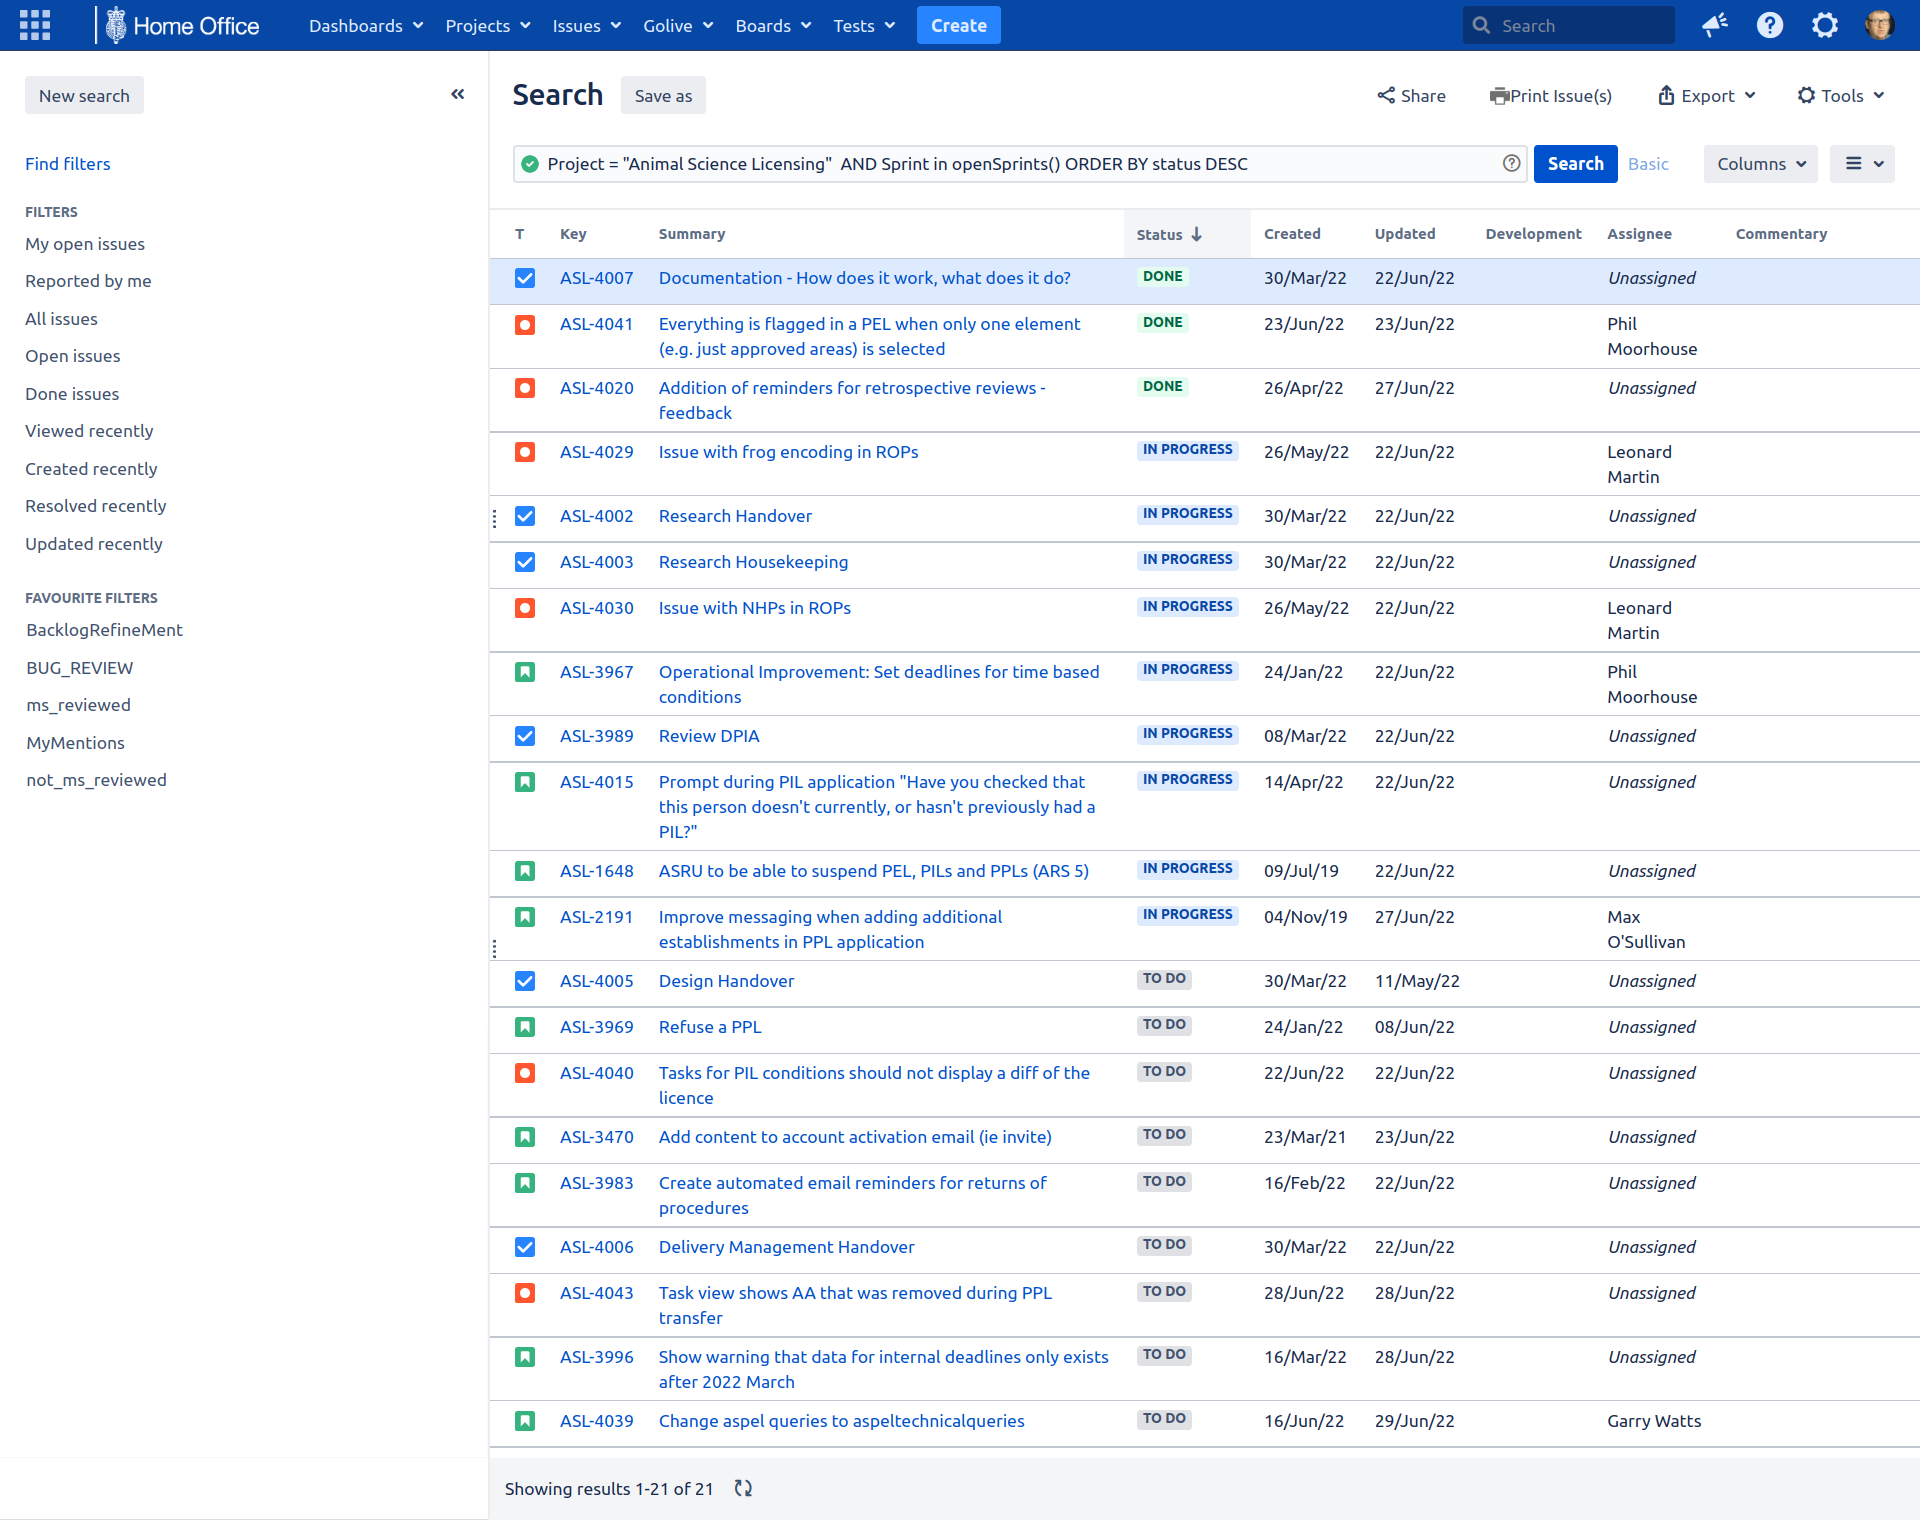 Home Office Dashboards Projects Issues Golive Boards Tests Create Search
New search
Find filters
FILTERS
My open issues
Reported by me
All issues
Open issues
Done issues
Viewed recently
Created recently
Resolved recently
Updated recently
FAVOURITE FILTERS
BacklogRefineMent
BUG_REVIEW
ms_reviewed
MyMentions
not_ms_reviewed
Search Save as Share Print Issue(s) Export Tools
Project = "Animal Science Licensing" AND Sprint in openSprints() ORDER BY status DESC Search Basic Columns
T Key Summary Status Created Updated Development Assignee Commentary
ASL-4007 Documentation - How does it work, what does it do? DONE 30/Mar/22 22/Jun/22 Unassigned
ASL-4041 Everything is flagged in a PEL when only one element DONE 23/Jun/22 23/Jun/22 Phil
(e.g. just approved areas) is selected Moorhouse
ASL-4020 Addition of reminders for retrospective reviews - DONE 26/Apr/22 27/Jun/22 Unassigned
feedback
ASL-4029 Issue with frog encoding in ROPs IN PROGRESS 26/May/22 22/Jun/22 Leonard
Martin
ASL-4002 Research Handover IN PROGRESS 30/Mar/22 22/Jun/22 Unassigned
ASL-4003 Research Housekeeping IN PROGRESS 30/Mar/22 22/Jun/22 Unassigned
ASL-4030 Issue with NHPs in ROPs IN PROGRESS 26/May/22 22/Jun/22 Leonard
Martin
ASL-3967 Operational Improvement: Set deadlines for time based IN PROGRESS 24/Jan/22 22/Jun/22 Phil
conditions Moorhouse
ASL-3989 Review DPIA IN PROGRESS 08/Mar/22 22/Jun/22 Unassigned
ASL-4015 Prompt during PIL application "Have you checked that IN PROGRESS 14/Apr/22 22/Jun/22 Unassigned
this person doesn't currently, or hasn't previously had a
PIL?"
ASL-1648 ASRU to be able to suspend PEL, PILs and PPLs (ARS 5) IN PROGRESS 09/Jul/19 22/Jun/22 Unassigned
ASL-2191 Improve messaging when adding additional IN PROGRESS 04/Nov/19 27/Jun/22 Max
establishments in PPL application O'Sullivan
ASL-4005 Design Handover TO DO 30/Mar/22 11/May/22 Unassigned
ASL-3969 Refuse a PPL TO DO 24/Jan/22 08/Jun/22 Unassigned
ASL-4040 Tasks for PIL conditions should not display a diff of the TO DO 22/Jun/22 22/Jun/22 Unassigned
licence
ASL-3470 Add content to account activation email (ie invite) TO DO 23/Mar/21 23/Jun/22 Unassigned
ASL-3983 Create automated email reminders for returns of TO DO 16/Feb/22 22/Jun/22 Unassigned
procedures
ASL-4006 Delivery Management Handover TO DO 30/Mar/22 22/Jun/22 Unassigned
ASL-4043 Task view shows AA that was removed during PPL TO DO 28/Jun/22 28/Jun/22 Unassigned
transfer
ASL-3996 Show warning that data for internal deadlines only exists TO DO 16/Mar/22 28/Jun/22 Unassigned
after 2022 March
ASL-4039 Change aspel queries to aspeltechnicalqueries TO DO 16/Jun/22 29/Jun/22 Garry Watts
Showing results 1-21 of 21